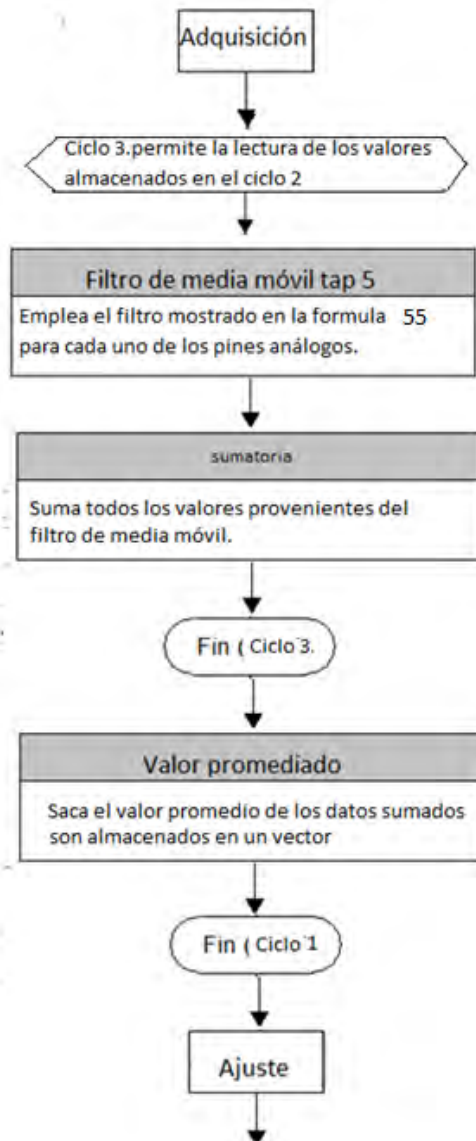 Adquisición
Ciclo 3.permite la lectura de los valores
almacenados en el ciclo 2
Filtro de media móvil tap 5
Emplea el filtro mostrado en la formula 55
para cada uno de los pines análogos.
sumatoria
Suma todos los valores provenientes del
filtro de media móvil.
Fin ( Ciclo 3.
Valor promediado
Saca el valor promedio de los datos sumados
son almacenados en un vector
Fin ( Ciclo 1
Ajuste